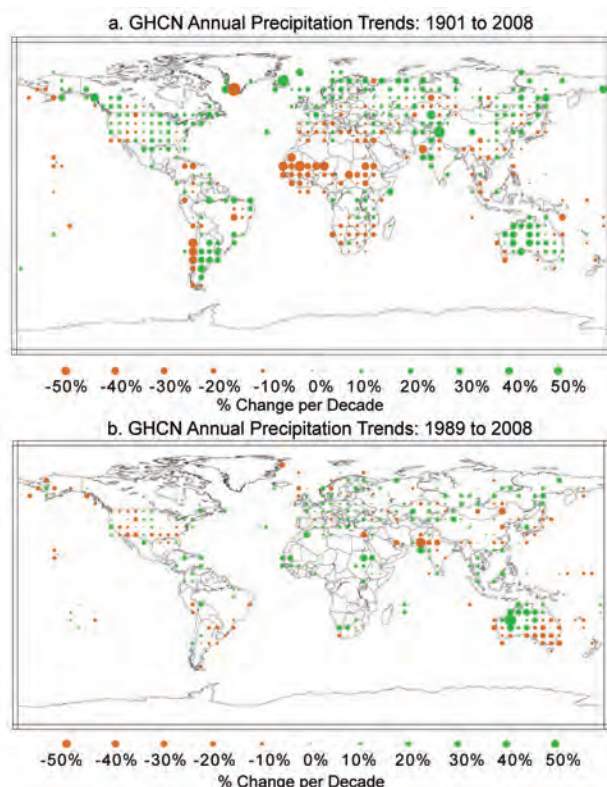 a. GHCN Annual Precipitation Trends: 1901 to 2008
-50% -40% -30% -20% -10% 0% 10% 20% 30% 40% 50%
% Change per Decade
b. GHCN Annual Precipitation Trends: 1989 to 2008
-50% -40% -30% -20% -10% 0% 10% 20% 30% 40% 50%
% Change per Decade